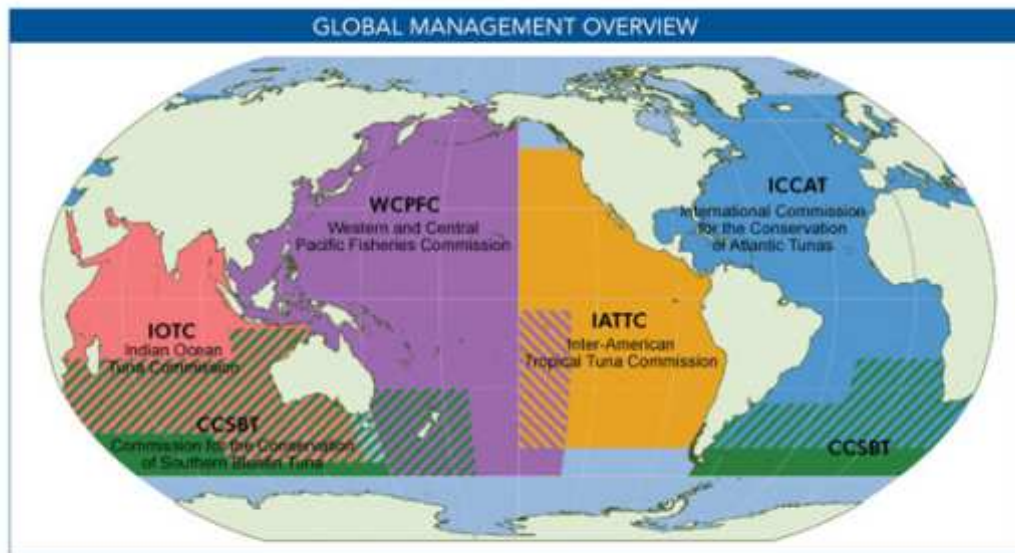 GLOBAL MANAGEMENT OVERVIEW
WCPFC
Western and Central
Pacific Fisheries Commission
ICCAT
International Commission
for the Conservation
of Atlantic Tunas
IOTC
Indian Ocean
Tuna Commission
IATTC
Inter-American
Tropical Tuna Commission
CCSBT
Commission for the Conservation
of Southern Bluefin Tuna
CCSBT